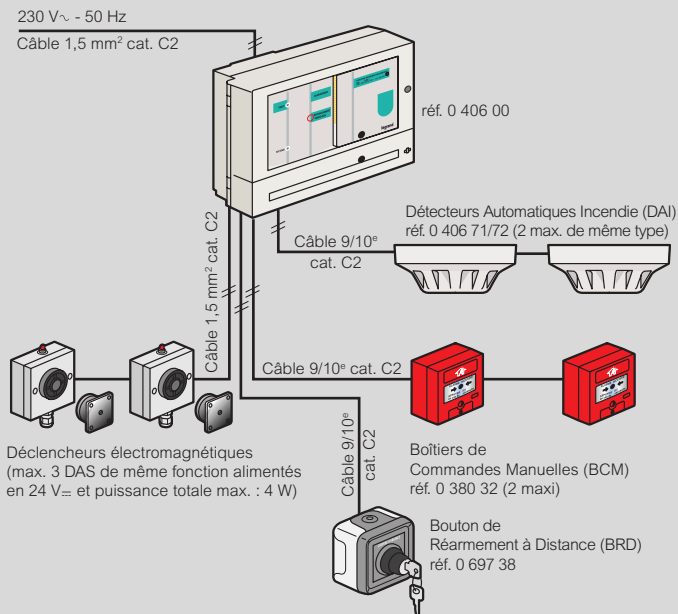 230 V∿ - 50 Hz
Câble 1,5 mm² cat. C2
réf. 0 406 00
legrand
Détecteurs Automatiques Incendie (DAI)
réf. 0 406 71/72 (2 max. de même type)
Câble 9/10e
cat. C2
Câble 1,5 mm² cat. C2
Câble 9/10e cat. C2
Déclencheurs électromagnétiques
(max. 3 DAS de même fonction alimentés
en 24 V⎓ et puissance totale max. : 4 W)
Câble 9/10e
cat. C2
Boîtiers de
Commandes Manuelles (BCM)
réf. 0 380 32 (2 maxi)
Bouton de
Réarmement à Distance (BRD)
réf. 0 697 38